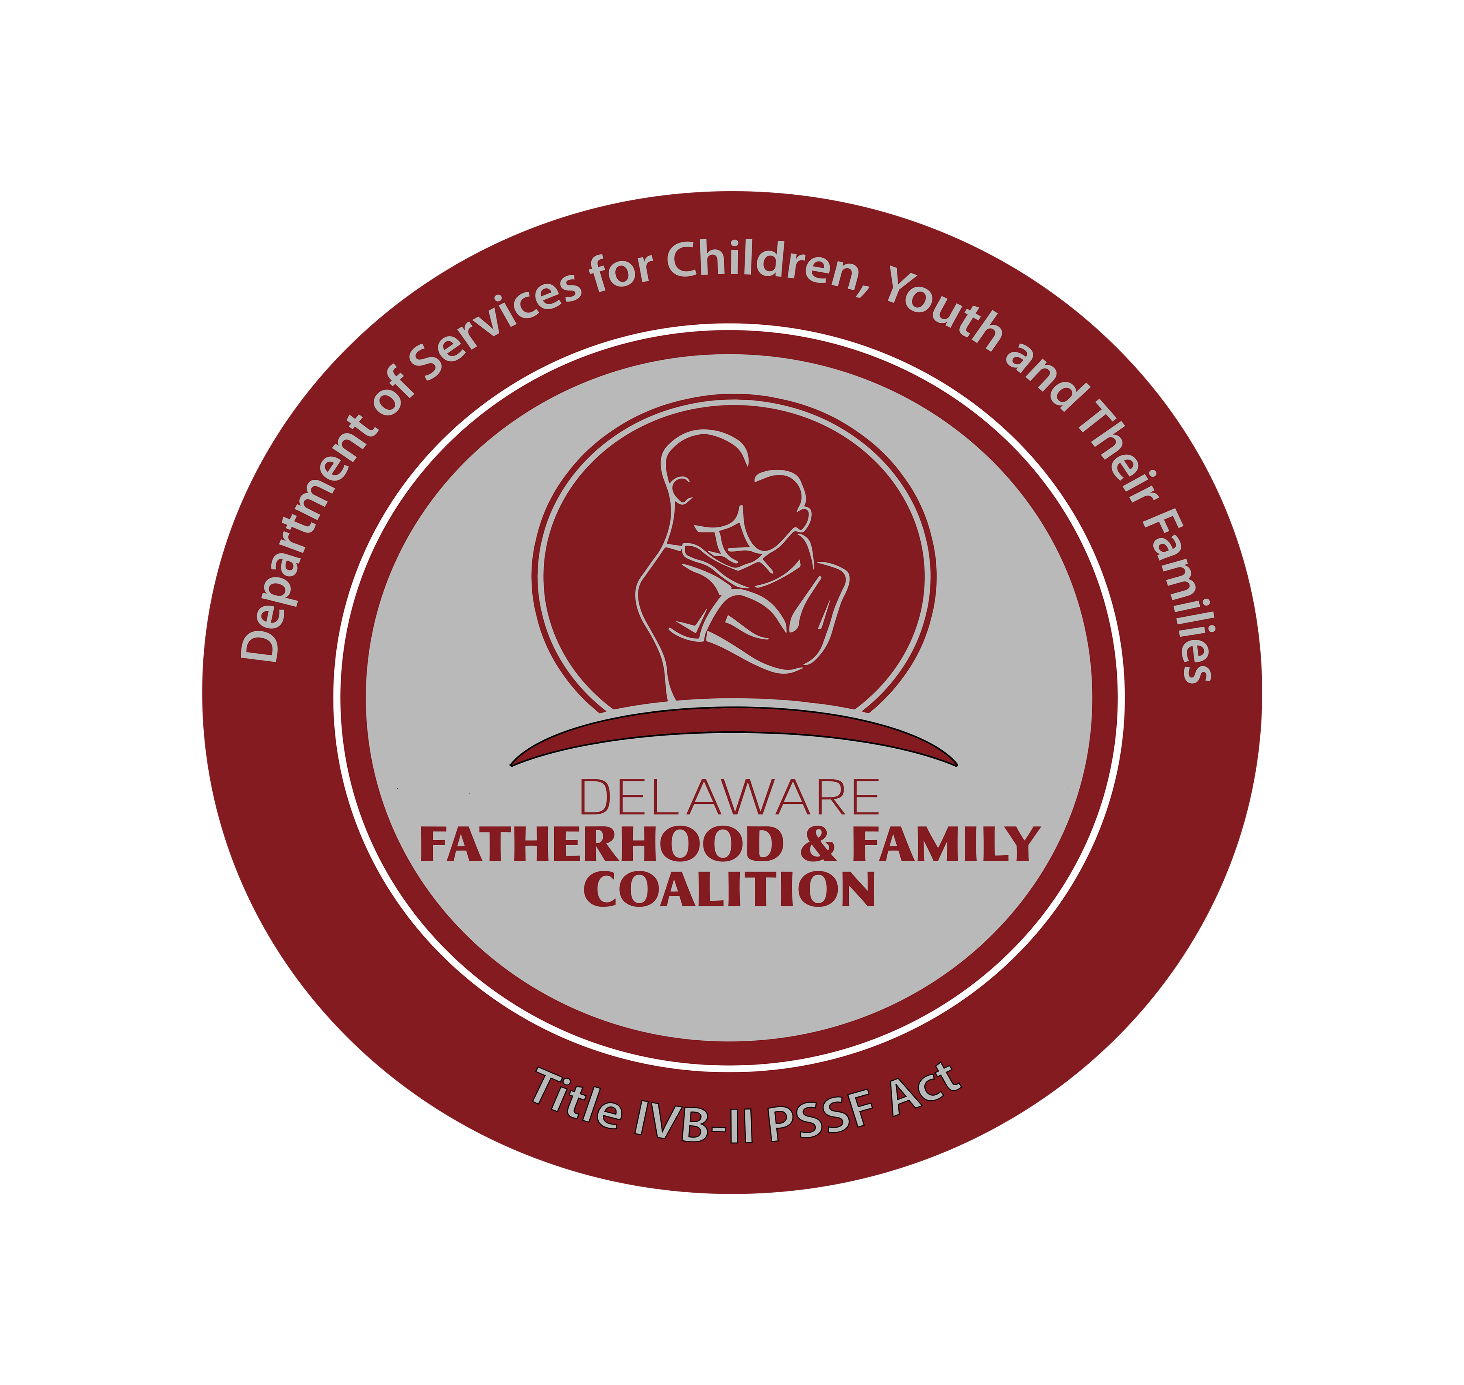 Department of Services for Children, Youth and Their Families
DELAWARE
FATHERHOOD & FAMILY
COALITION
Title IVB-II PSSF Act